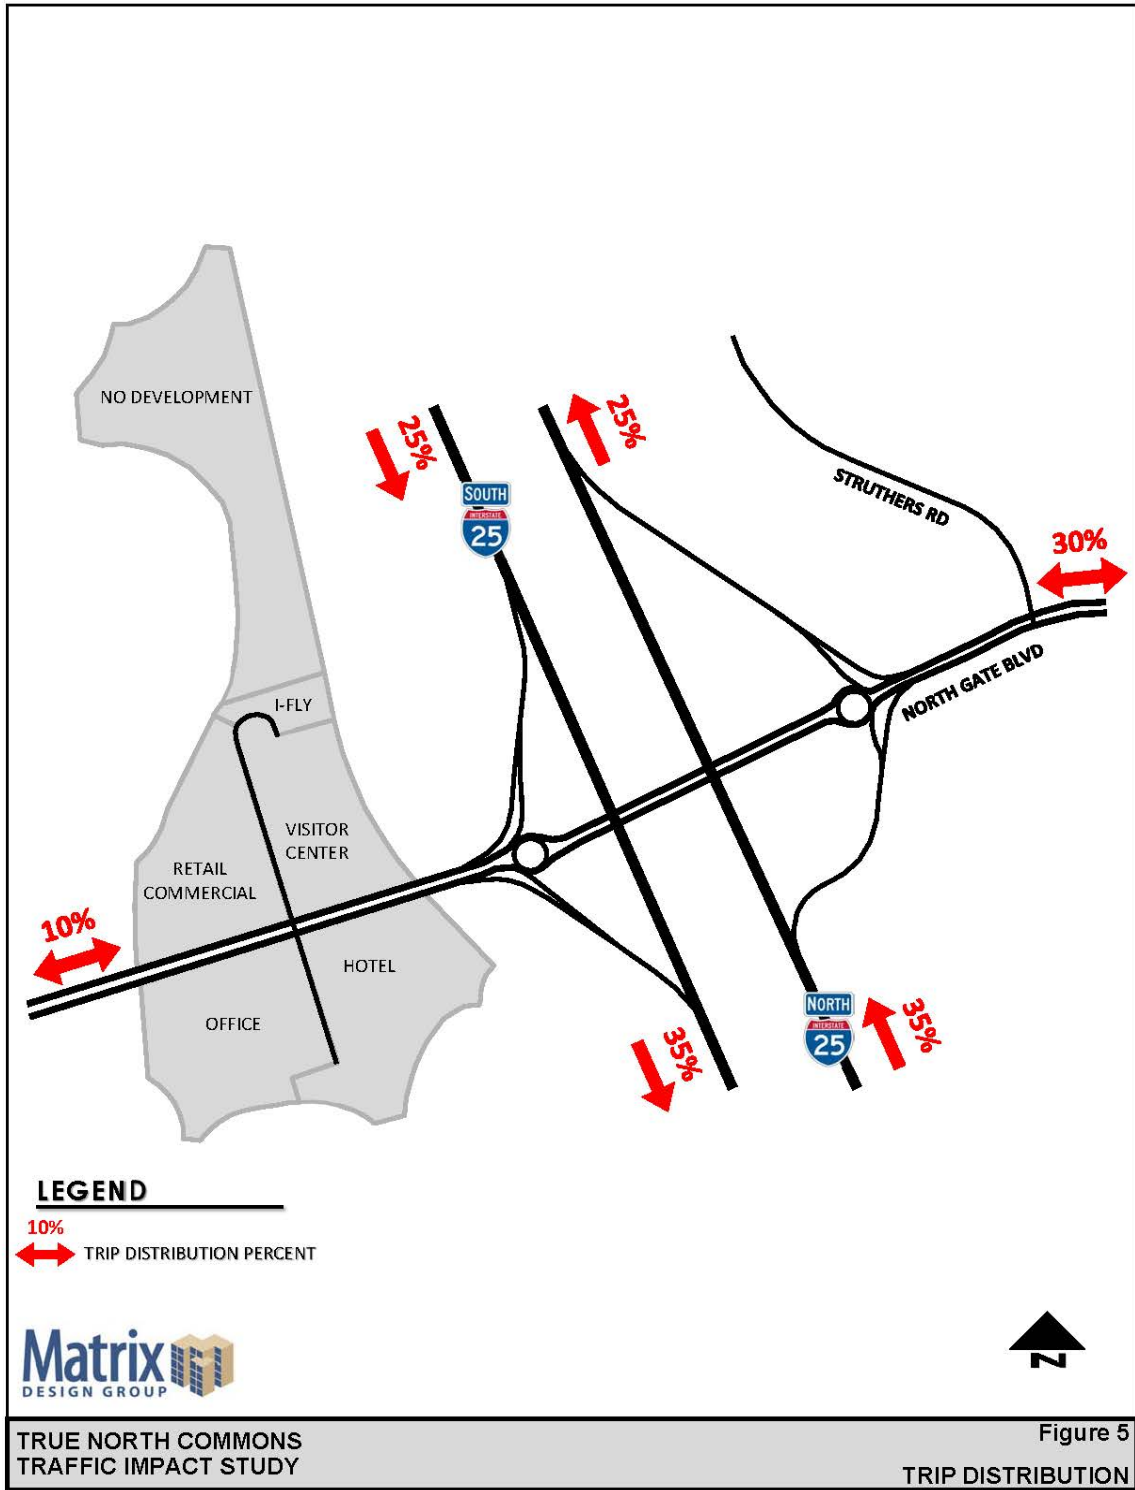 NO DEVELOPMENT
25%
25%
SOUTH
INTERSTATE
25
STRUTHERS RD
30%
NORTH GATE BLVD
I-FLY
VISITOR
CENTER
RETAIL
COMMERCIAL
10%
HOTEL
OFFICE
NORTH
INTERSTATE
25
35%
35%
LEGEND
10%
TRIP DISTRIBUTION PERCENT
Matrix
DESIGN GROUP
N
TRUE NORTH COMMONS
TRAFFIC IMPACT STUDY
Figure 5
TRIP DISTRIBUTION